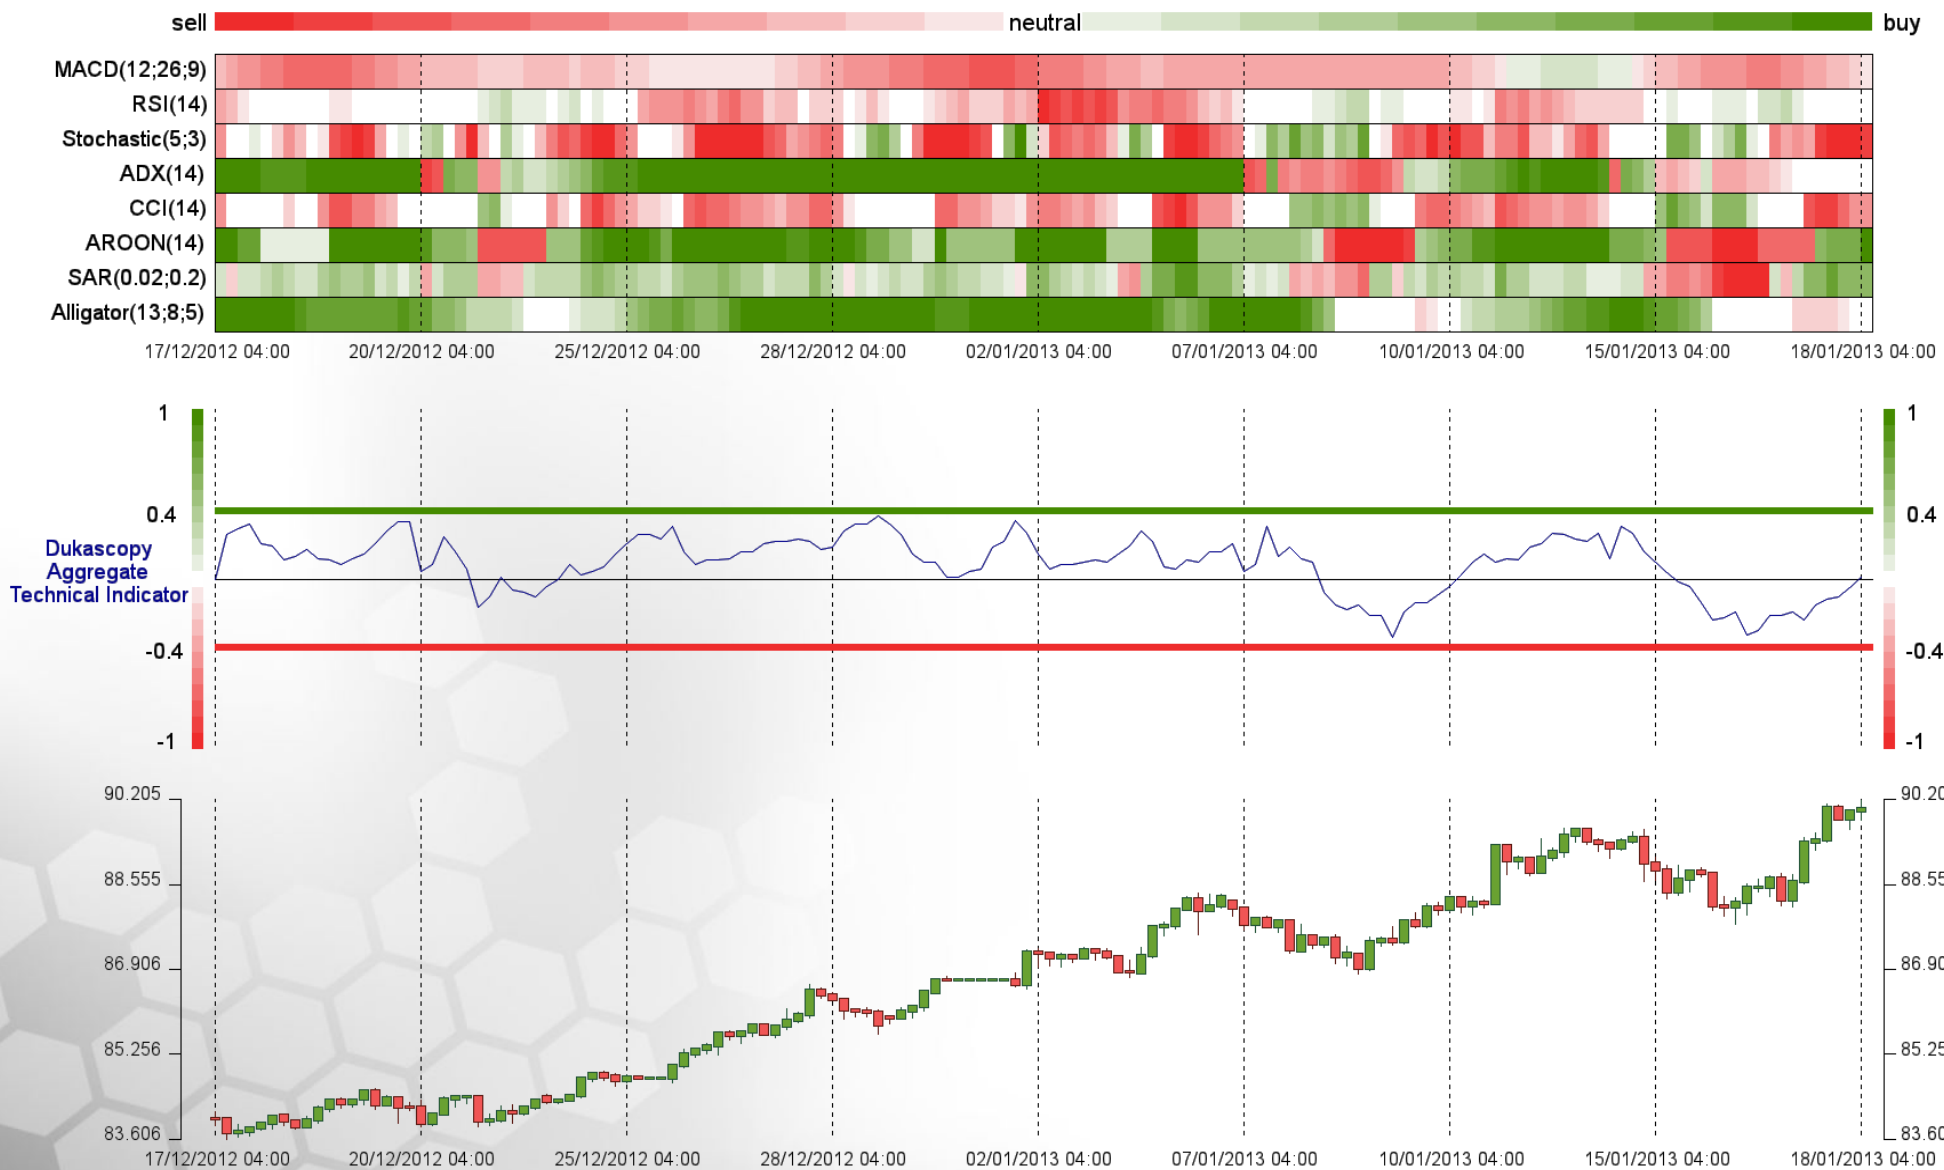 sell neutral buy
MACD(12;26;9)
RSI(14)
Stochastic(5;3)
ADX(14)
CCI(14)
AROON(14)
SAR(0.02;0.2)
Alligator(13;8;5)
17/12/2012 04:00 20/12/2012 04:00 25/12/2012 04:00 28/12/2012 04:00 02/01/2013 04:00 07/01/2013 04:00 10/01/2013 04:00 15/01/2013 04:00 18/01/2013 04:00
1 1
0.4 0.4
Dukascopy
Aggregate
Technical Indicator
-0.4 -0.4
-1 -1
90.205 90.20
88.555 88.55
86.906 86.90
85.256 85.25
83.606 83.60
17/12/2012 04:00 20/12/2012 04:00 25/12/2012 04:00 28/12/2012 04:00 02/01/2013 04:00 07/01/2013 04:00 10/01/2013 04:00 15/01/2013 04:00 18/01/2013 04:00